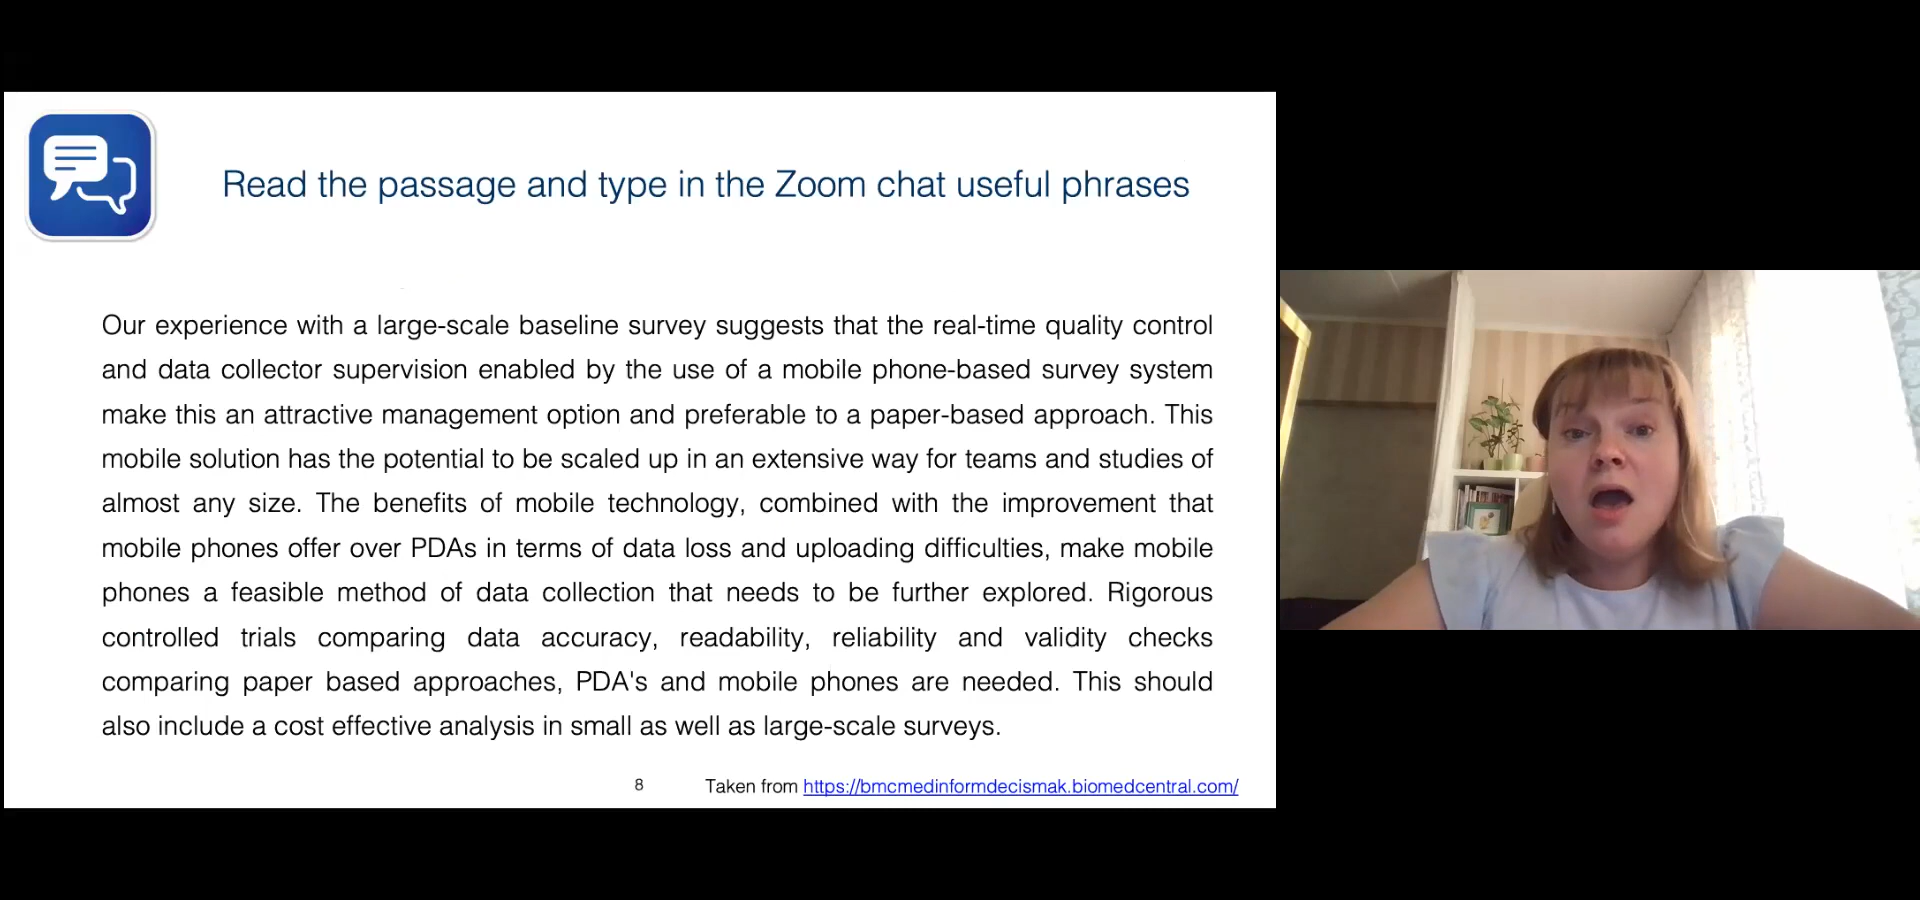 Read the passage and type in the Zoom chat useful phrases
Our experience with a large-scale baseline survey suggests that the real-time quality control
and data collector supervision enabled by the use of a mobile phone-based survey system
make this an attractive management option and preferable to a paper-based approach. This
mobile solution has the potential to be scaled up in an extensive way for teams and studies of
almost any size. The benefits of mobile technology, combined with the improvement that
mobile phones offer over PDAs in terms of data loss and uploading difficulties, make mobile
phones a feasible method of data collection that needs to be further explored. Rigorous
controlled trials comparing data accuracy, readability, reliability and validity checks
comparing paper based approaches, PDA's and mobile phones are needed. This should
also include a cost effective analysis in small as well as large-scale surveys.
8 Taken from https://bmcmedinformdecismak.biomedcentral.com/